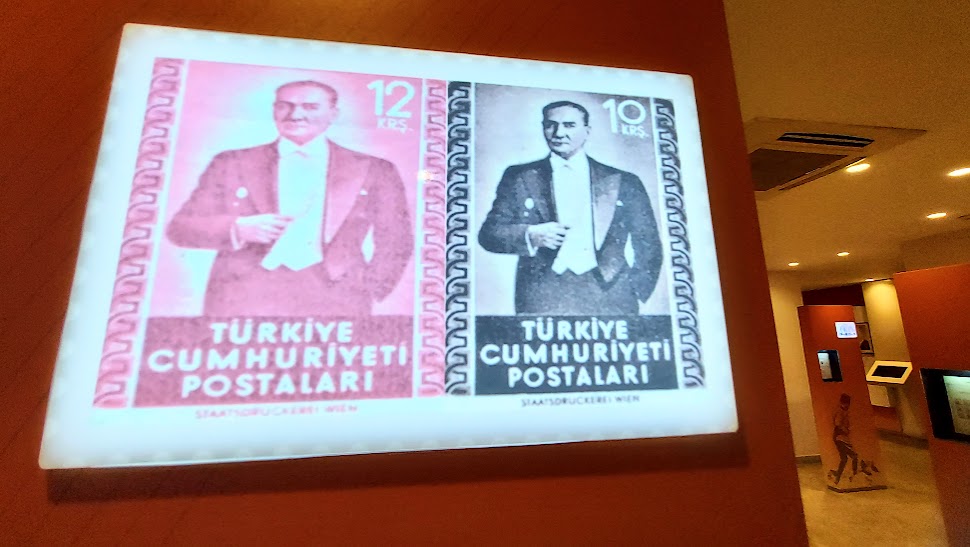 12
KRŞ.
TÜRKİYE
CUMHURİYETİ
POSTALARI
STAATSDRUCKEREI WIEN
10
KRŞ.
TÜRKİYE
CUMHURİYETİ
POSTALARI
STAATSDRUCKEREI WIEN